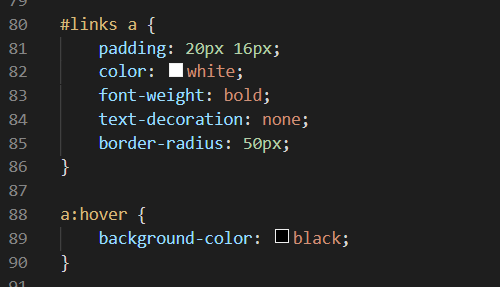 79
80 #links a {
81 padding: 20px 16px;
82 color: white;
83 font-weight: bold;
84 text-decoration: none;
85 border-radius: 50px;
86 }
87
88 a:hover {
89 background-color: black;
90 }
91